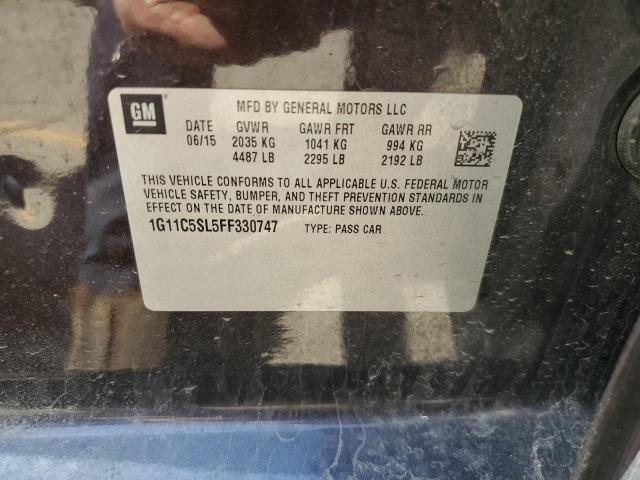 GM
MFD BY GENERAL MOTORS LLC
DATE GVWR GAWR FRT GAWR RR
06/15 2035 KG 1041 KG 994 KG
4487 LB 2295 LB 2192 LB
THIS VEHICLE CONFORMS TO ALL APPLICABLE U.S. FEDERAL MOTOR
VEHICLE SAFETY, BUMPER, AND THEFT PREVENTION STANDARDS IN
EFFECT ON THE DATE OF MANUFACTURE SHOWN ABOVE.
1G11C5SL5FF330747 TYPE: PASS CAR